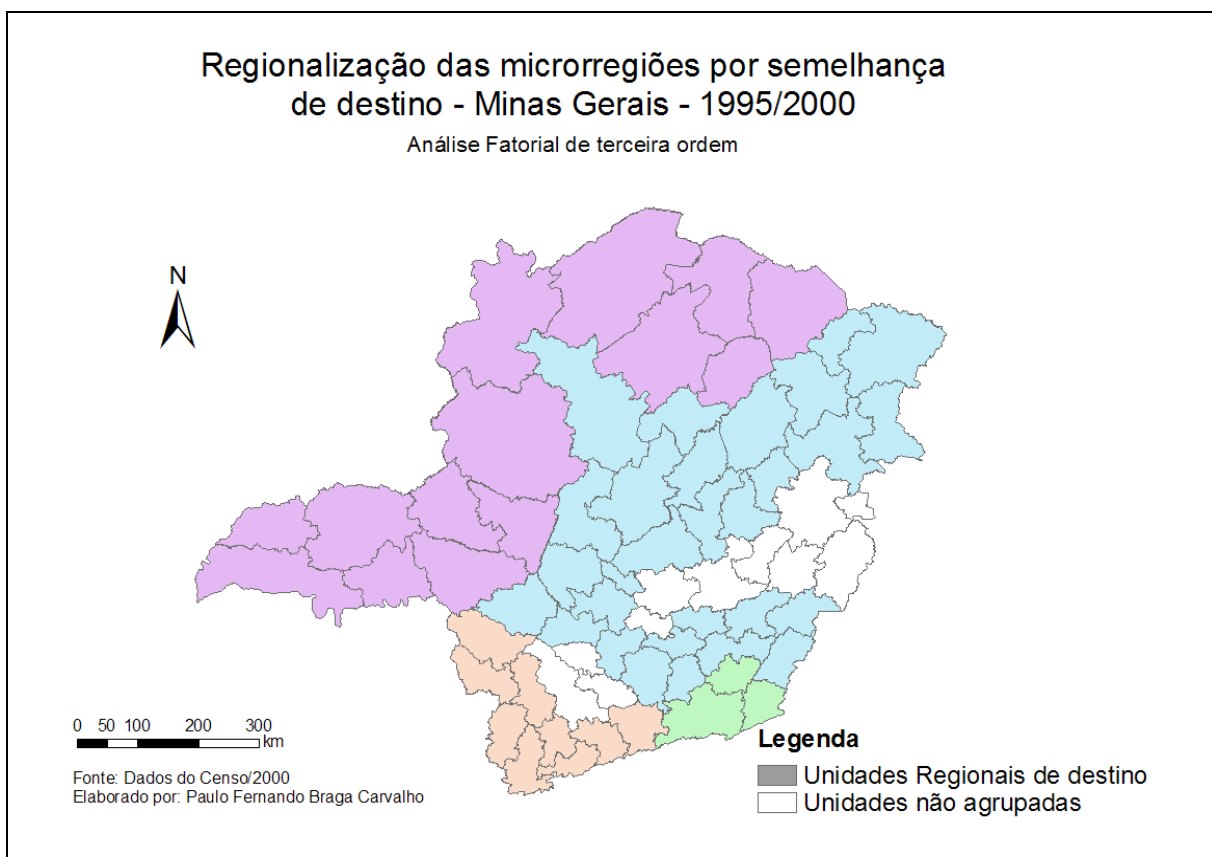 Regionalização das microrregiões por semelhança
de destino - Minas Gerais - 1995/2000
Análise Fatorial de terceira ordem
N
0 50 100 200 300
km
Fonte: Dados do Censo/2000
Elaborado por: Paulo Fernando Braga Carvalho
Legenda
Unidades Regionais de destino
Unidades não agrupadas